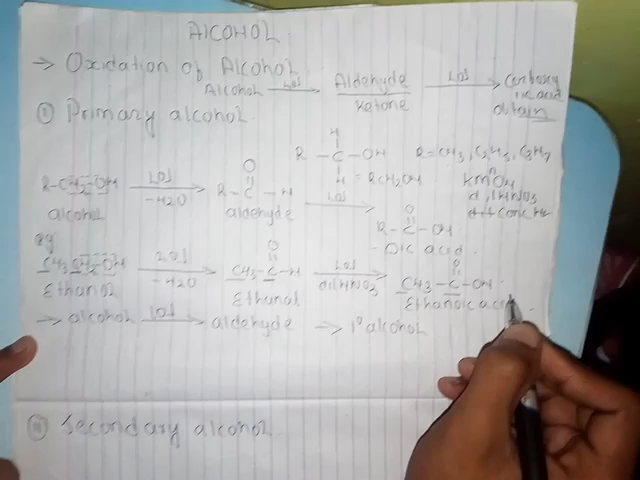 AlCOHOL
→ Oxidation of Alcohol
Alcohol —[O]→ Aldehyde / ketone —[O]→ Carboxylic acid obtain
① Primary alcohol.
H
R - C - OH R = CH3, C2H5, C3H7
H = RCH2OH KMnO4
R-CH2-OH —[O] / -H2O→ R - C - H —[O]→ dil HNO3
O
alcohol aldehyde
O
R - C - OH
- OIC acid.
eg
CH3 CH2-OH —[O] / -H2O→ CH3 - C - H —[O] / dil HNO3→ CH3 - C - OH
O O
Ethanol Ethanal Ethanoic acid.
→ alcohol —[O]→ aldehyde → 1° alcohol
② Secondary alcohol